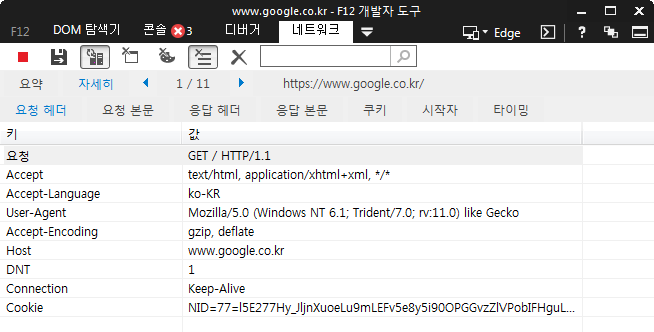 www.google.co.kr - F12 개발자 도구
F12 DOM 탐색기 콘솔 3 디버거 네트워크 Edge
요약 자세히 1 / 11 https://www.google.co.kr/
요청 헤더 요청 본문 응답 헤더 응답 본문 쿠키 시작자 타이밍
키 값
요청 GET / HTTP/1.1
Accept text/html, application/xhtml+xml, */*
Accept-Language ko-KR
User-Agent Mozilla/5.0 (Windows NT 6.1; Trident/7.0; rv:11.0) like Gecko
Accept-Encoding gzip, deflate
Host www.google.co.kr
DNT 1
Connection Keep-Alive
Cookie NID=77=l5E277Hy_JljnXuoeLu9mLEFv5e8y5i90OPGGvzZlVPobIFHguL...